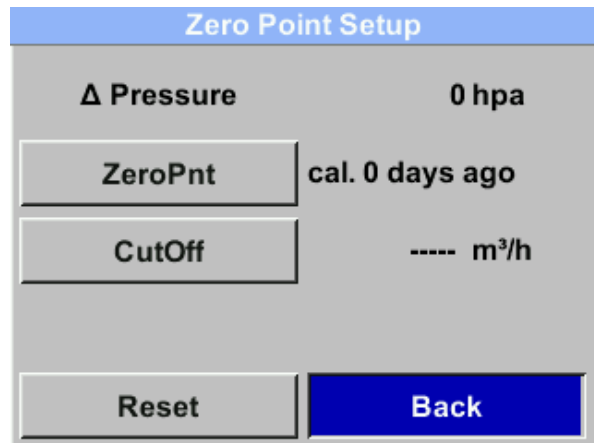 Zero Point Setup
Δ Pressure 0 hpa
ZeroPnt cal. 0 days ago
CutOff ----- m³/h
Reset Back